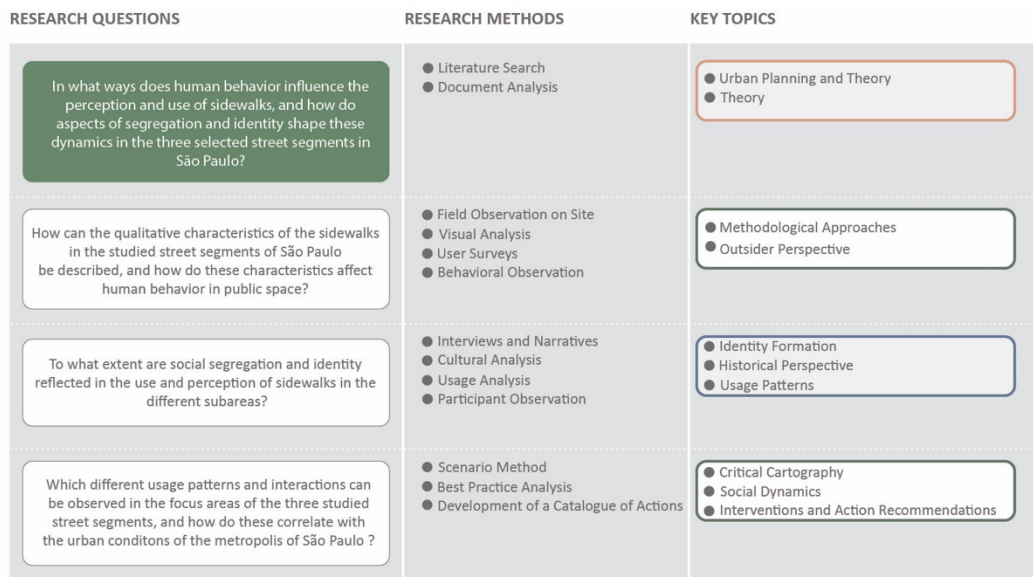 RESEARCH QUESTIONS
RESEARCH METHODS
KEY TOPICS
In what ways does human behavior influence the
perception and use of sidewalks, and how do
aspects of segregation and identity shape these
dynamics in the three selected street segments in
São Paulo?
● Literature Search
● Document Analysis
● Urban Planning and Theory
● Theory
How can the qualitative characteristics of the sidewalks
in the studied street segments of São Paulo
be described, and how do these characteristics affect
human behavior in public space?
● Field Observation on Site
● Visual Analysis
● User Surveys
● Behavioral Observation
● Methodological Approaches
● Outsider Perspective
To what extent are social segregation and identity
reflected in the use and perception of sidewalks in the
different subareas?
● Interviews and Narratives
● Cultural Analysis
● Usage Analysis
● Participant Observation
● Identity Formation
● Historical Perspective
● Usage Patterns
Which different usage patterns and interactions can
be observed in the focus areas of the three studied
street segments, and how do these correlate with
the urban conditons of the metropolis of São Paulo ?
● Scenario Method
● Best Practice Analysis
● Development of a Catalogue of Actions
● Critical Cartography
● Social Dynamics
● Interventions and Action Recommendations